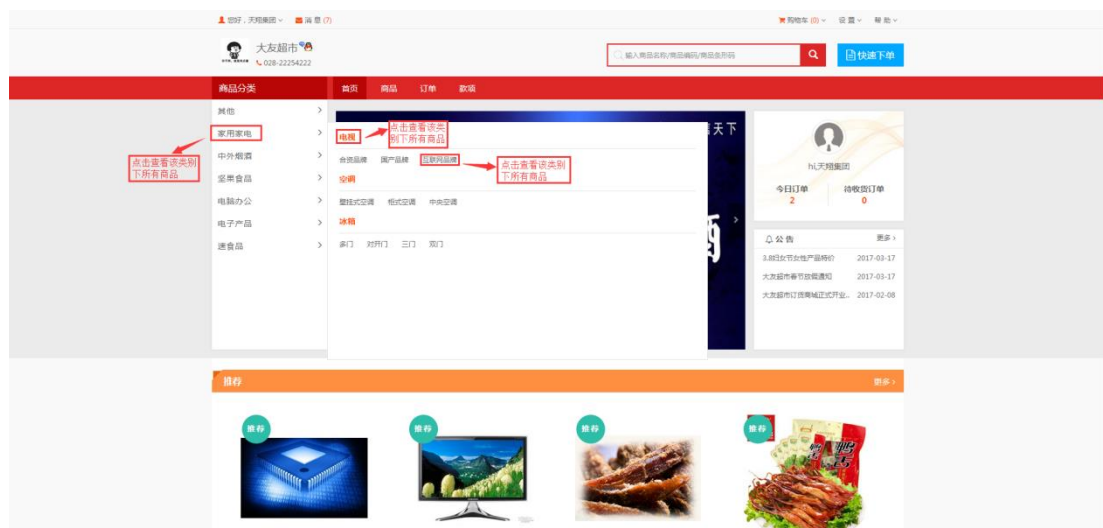 您好，天翔集团
消息 (7)
购物车 (0)
设置
帮助
大友超市
028-22254222
输入商品名称/商品编码/商品条形码
快速下单
商品分类
首页 商品 订单 款项
其他
家用家电
中外烟酒
坚果食品
电脑办公
电子产品
速食品
点击查看该类别
下所有商品
电视
点击查看该类
别下所有商品
合资品牌 国产品牌 互联网品牌
点击查看该类别
下所有商品
空调
壁挂式空调 柜式空调 中央空调
冰箱
多门 对开门 三门 双门
天下
酒
hi,天翔集团
今日订单 待收货订单
2 0
公告 更多
3.8妇女节女性产品特价 2017-03-17
大友超市春节放假通知 2017-03-17
大友超市订货商城正式开业.. 2017-02-08
推荐 更多
推荐 推荐 推荐 推荐
鸭舌